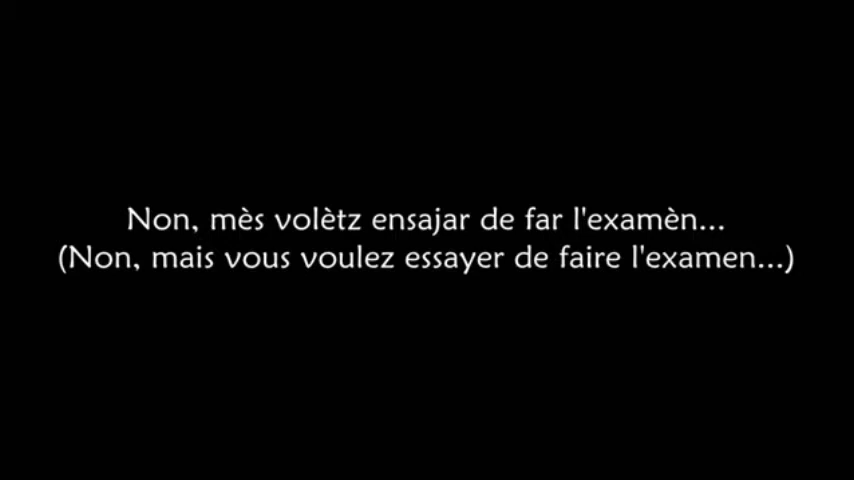 Non, mès volètz ensajar de far l'examèn...
(Non, mais vous voulez essayer de faire l'examen...)